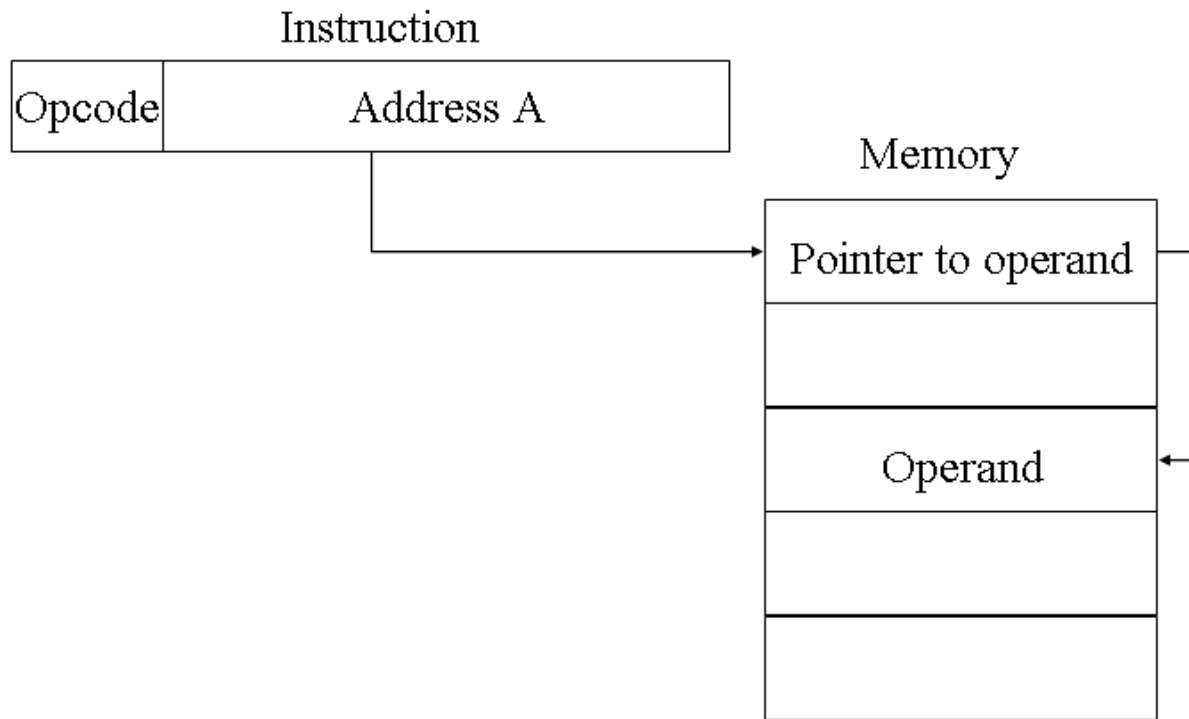 Instruction
Opcode
Address A
Memory
Pointer to operand
Operand